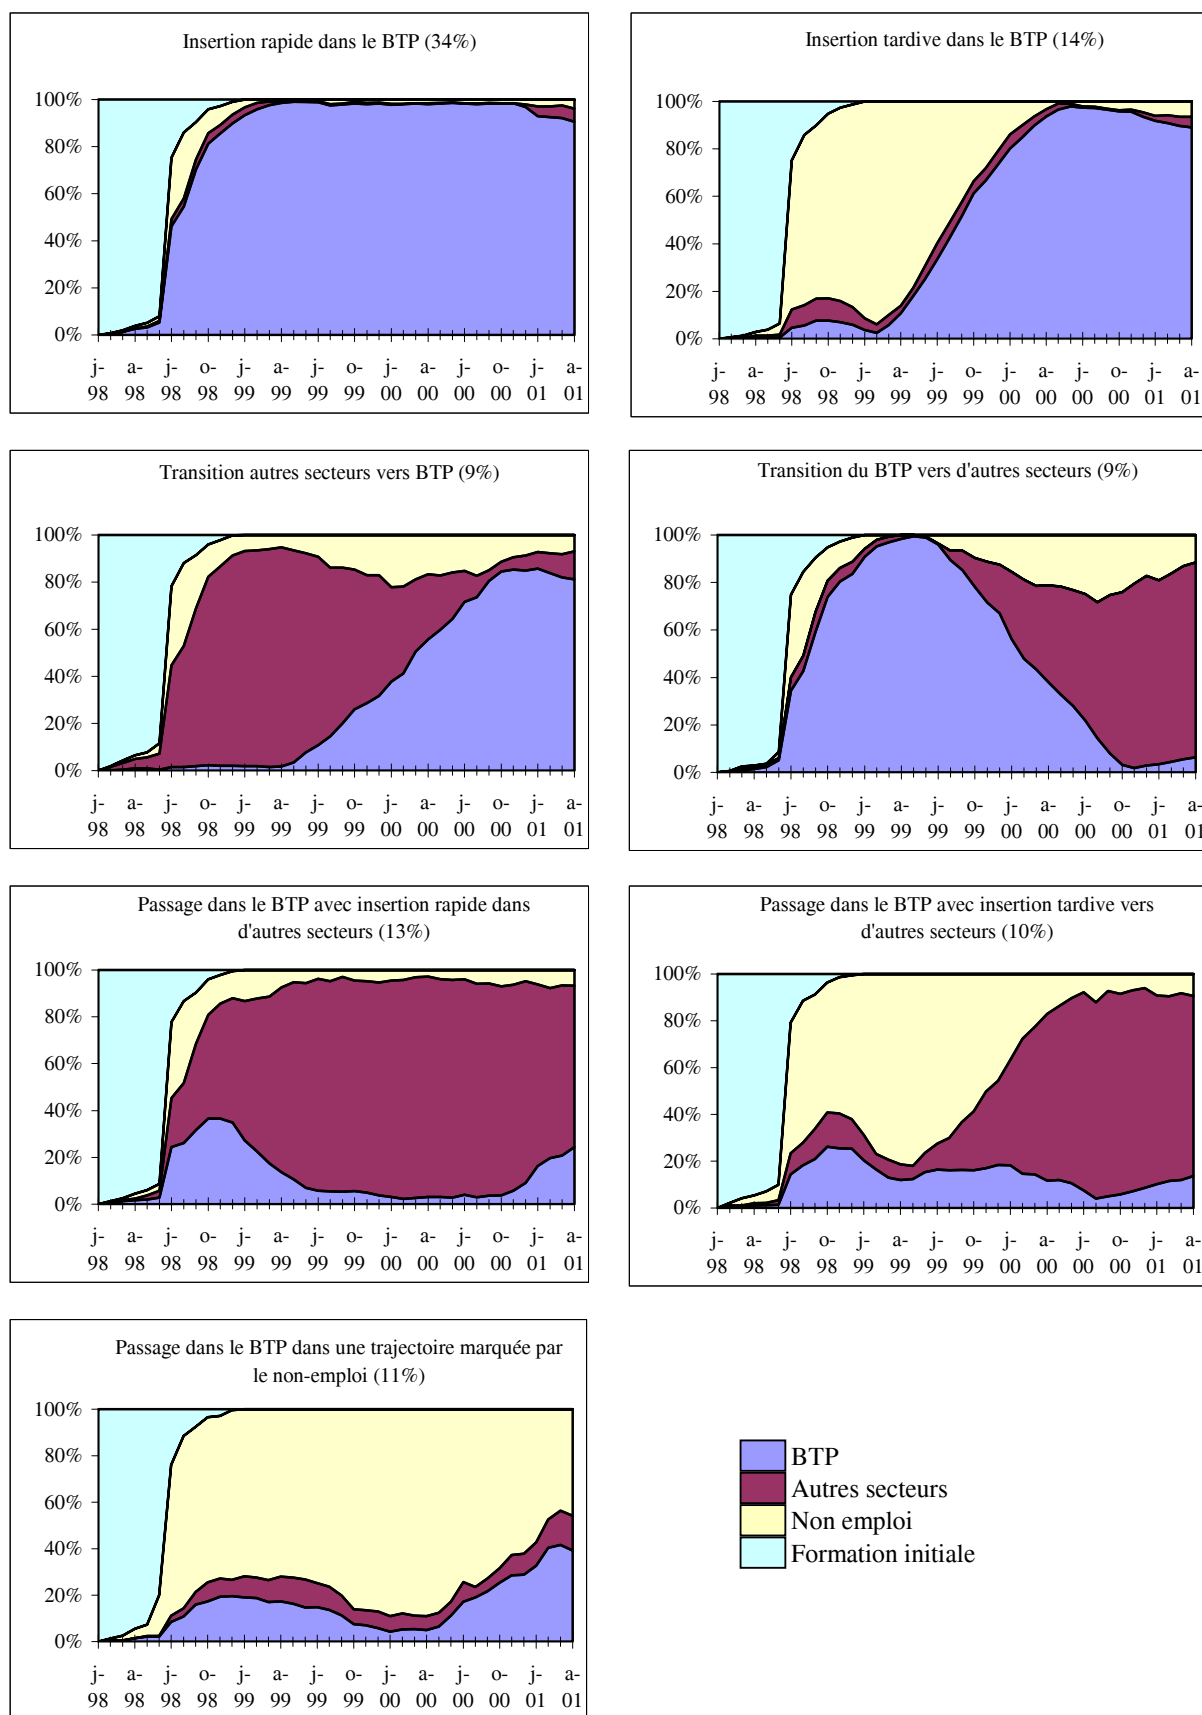 Insertion rapide dans le BTP (34%)
100%
80%
60%
40%
20%
0%
j- a- j- o- j- a- j- o- j- a- j- o- j- a-
98 98 98 98 99 99 99 99 00 00 00 00 01 01
Insertion tardive dans le BTP (14%)
100%
80%
60%
40%
20%
0%
j- a- j- o- j- a- j- o- j- a- j- o- j- a-
98 98 98 98 99 99 99 99 00 00 00 00 01 01
Transition autres secteurs vers BTP (9%)
100%
80%
60%
40%
20%
0%
j- a- j- o- j- a- j- o- j- a- j- o- j- a-
98 98 98 98 99 99 99 99 00 00 00 00 01 01
Transition du BTP vers d'autres secteurs (9%)
100%
80%
60%
40%
20%
0%
j- a- j- o- j- a- j- o- j- a- j- o- j- a-
98 98 98 98 99 99 99 99 00 00 00 00 01 01
Passage dans le BTP avec insertion rapide dans
d'autres secteurs (13%)
100%
80%
60%
40%
20%
0%
j- a- j- o- j- a- j- o- j- a- j- o- j- a-
98 98 98 98 99 99 99 99 00 00 00 00 01 01
Passage dans le BTP avec insertion tardive vers
d'autres secteurs (10%)
100%
80%
60%
40%
20%
0%
j- a- j- o- j- a- j- o- j- a- j- o- j- a-
98 98 98 98 99 99 99 99 00 00 00 00 01 01
Passage dans le BTP dans une trajectoire marquée par
le non-emploi (11%)
100%
80%
60%
40%
20%
0%
j- a- j- o- j- a- j- o- j- a- j- o- j- a-
98 98 98 98 99 99 99 99 00 00 00 00 01 01
BTP
Autres secteurs
Non emploi
Formation initiale